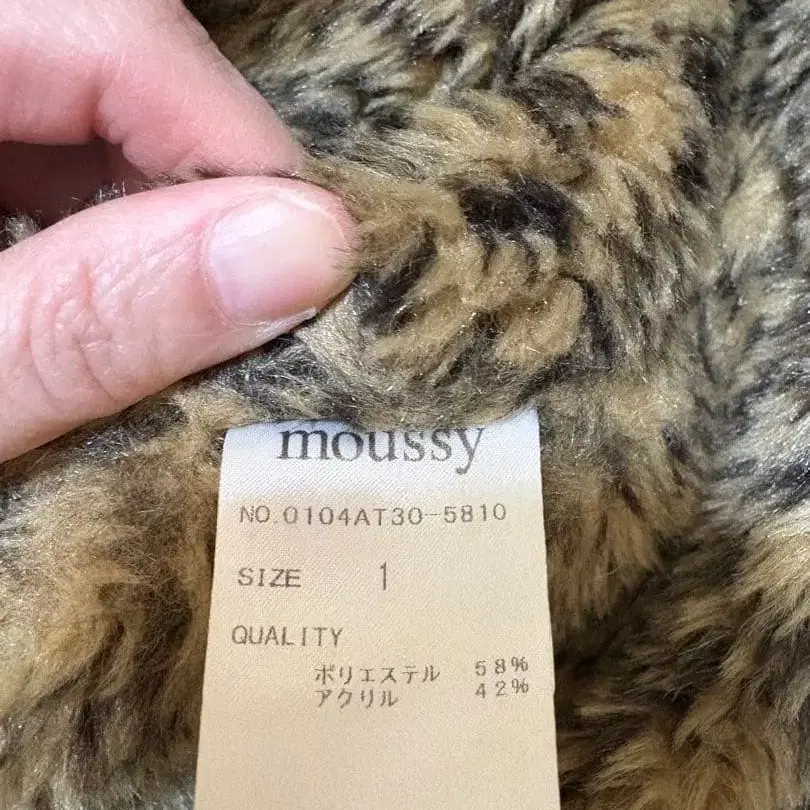 moussy
NO.0104AT30-5810
SIZE 1
QUALITY
ポリエステル 58%
アクリル 42%